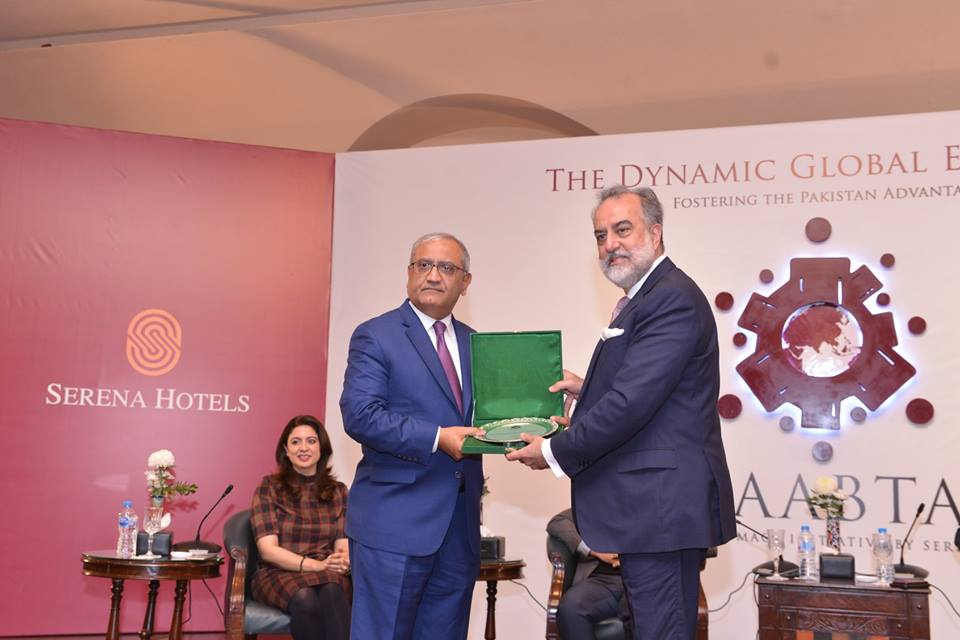 THE DYNAMIC GLOBAL E
FOSTERING THE PAKISTAN ADVANTA
SERENA HOTELS
AABTA